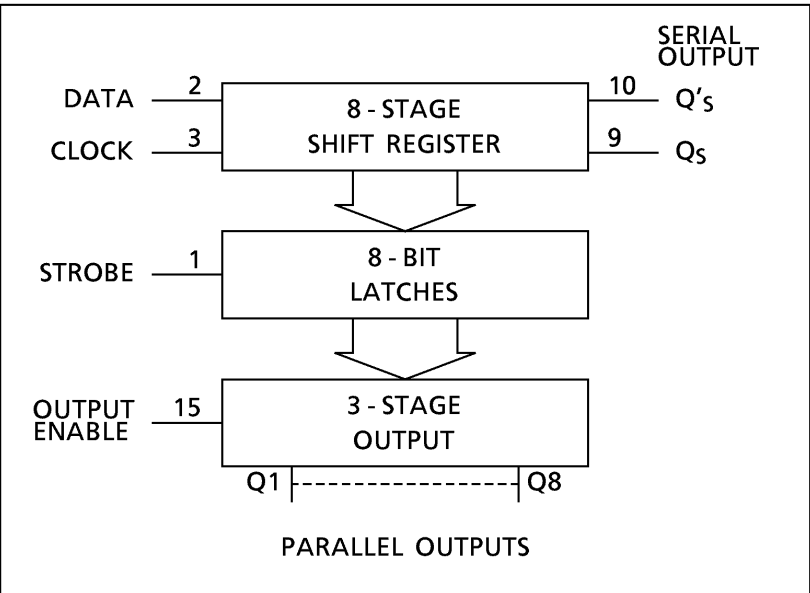 SERIAL
OUTPUT
DATA 2
8 - STAGE
SHIFT REGISTER
10 Q's
CLOCK 3
9 Qs
STROBE 1
8 - BIT
LATCHES
OUTPUT
ENABLE 15
3 - STAGE
OUTPUT
Q1 Q8
PARALLEL OUTPUTS